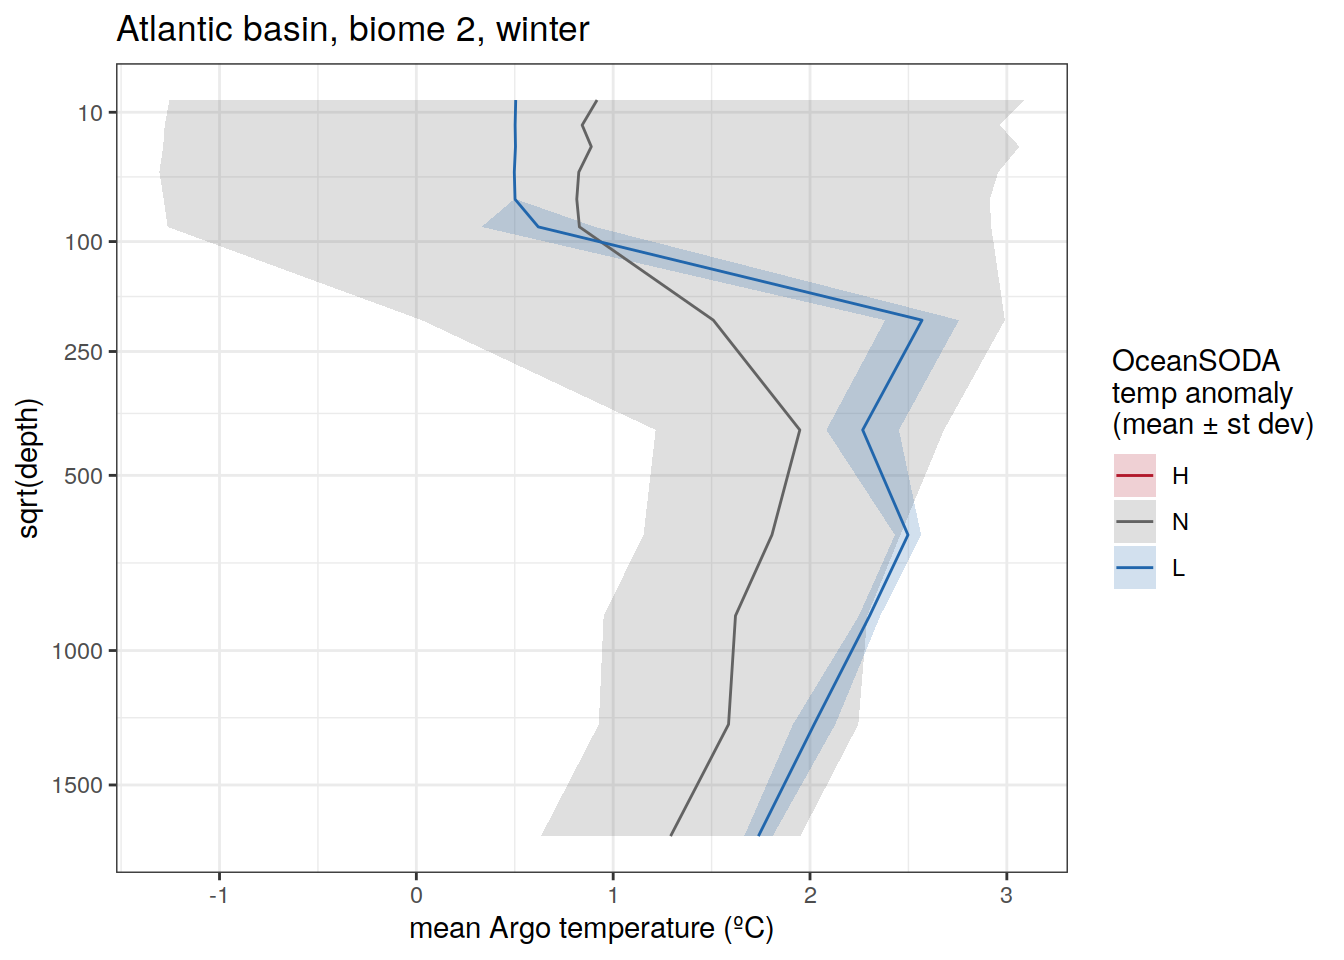 Atlantic basin, biome 2, winter
10
100
250
500
1000
1500
sqrt(depth)
-1
0
1
2
3
mean Argo temperature (ºC)
OceanSODA
temp anomaly
(mean ± st dev)
H
N
L